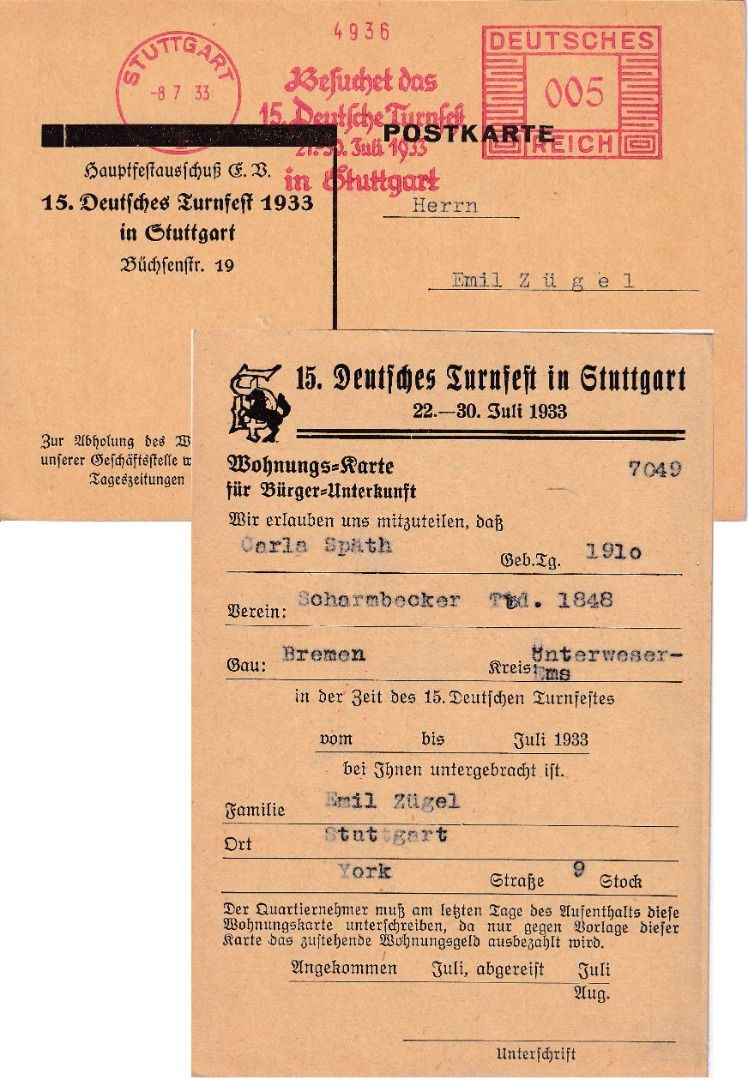 4936
STUTTGART
-8 7 33
Besuchet das
15. Deutsche Turnfest
21.-30. Juli 1933
in Stuttgart
DEUTSCHES
005
REICH
POSTKARTE
Hauptfestausschuß E. V.
15. Deutsches Turnfest 1933
in Stuttgart
Büchsenstr. 19
Herrn
Emil Zügel
Zur Abholung des W
unserer Geschäftsstelle w
Tageszeitungen
15. Deutsches Turnfest in Stuttgart
22.—30. Juli 1933
Wohnungs=Karte 7049
für Bürger=Unterkunft
Wir erlauben uns mitzuteilen, daß
Carla Späth Geb.Tg. 191o
Verein: Scharmbecker Tbd. 1848
Gau: Bremen Kreis: Unterweser-
Ems
in der Zeit des 15. Deutschen Turnfestes
vom bis Juli 1933
bei Ihnen untergebracht ist.
Familie Emil Zügel
Ort Stuttgart
York Straße 9 Stock
Der Quartiernehmer muß am letzten Tage des Aufenthalts diese
Wohnungskarte unterschreiben, da nur gegen Vorlage dieser
Karte das zustehende Wohnungsgeld ausbezahlt wird.
Angekommen Juli, abgereist Juli
Aug.
Unterschrift